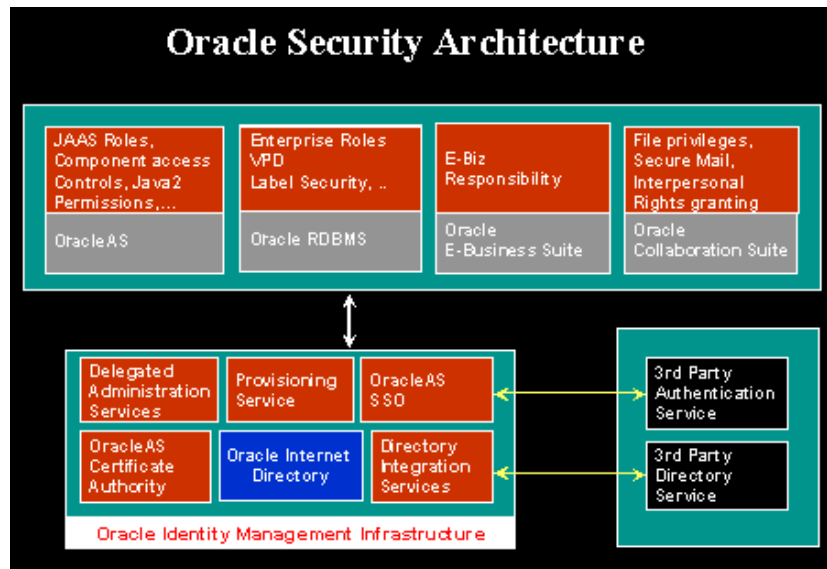 Oracle Security Architecture
JAAS Roles,
Component access
Controls, Java2
Permissions,...
OracleAS
Enterprise Roles
VPD
Label Security, ..
Oracle RDBMS
E-Biz
Responsibility
Oracle
E-Business Suite
File privileges,
Secure Mail,
Interpersonal
Rights granting
Oracle
Collaboration Suite
Delegated
Administration
Services
Provisioning
Service
OracleAS
SSO
OracleAS
Certificate
Authority
Oracle Internet
Directory
Directory
Integration
Services
Oracle Identity Management Infrastructure
3rd Party
Authentication
Service
3rd Party
Directory
Service